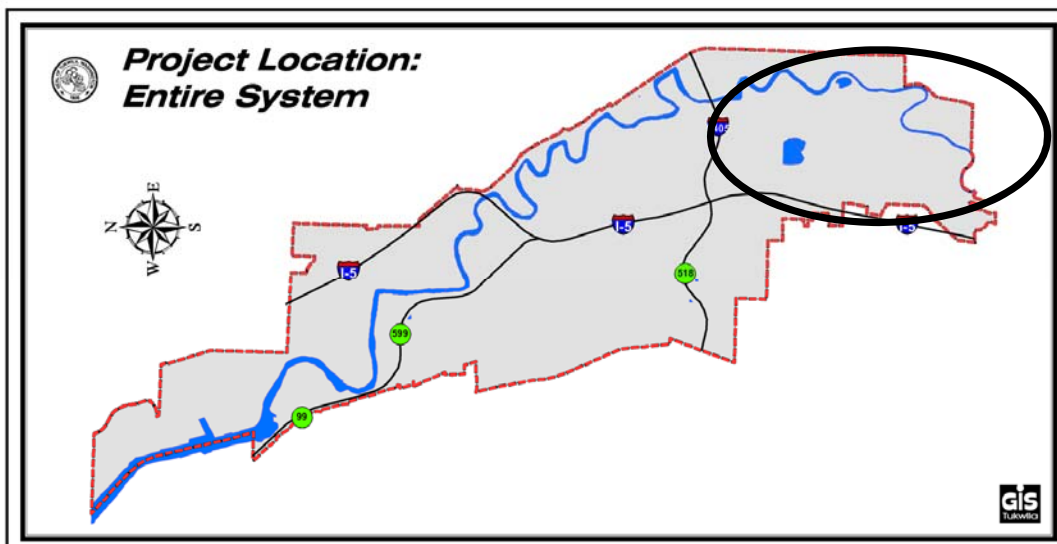 Project Location:
Entire System
405
E
N
S
W
I-5
I-5
I-5
518
599
99
GIS
Tukwila